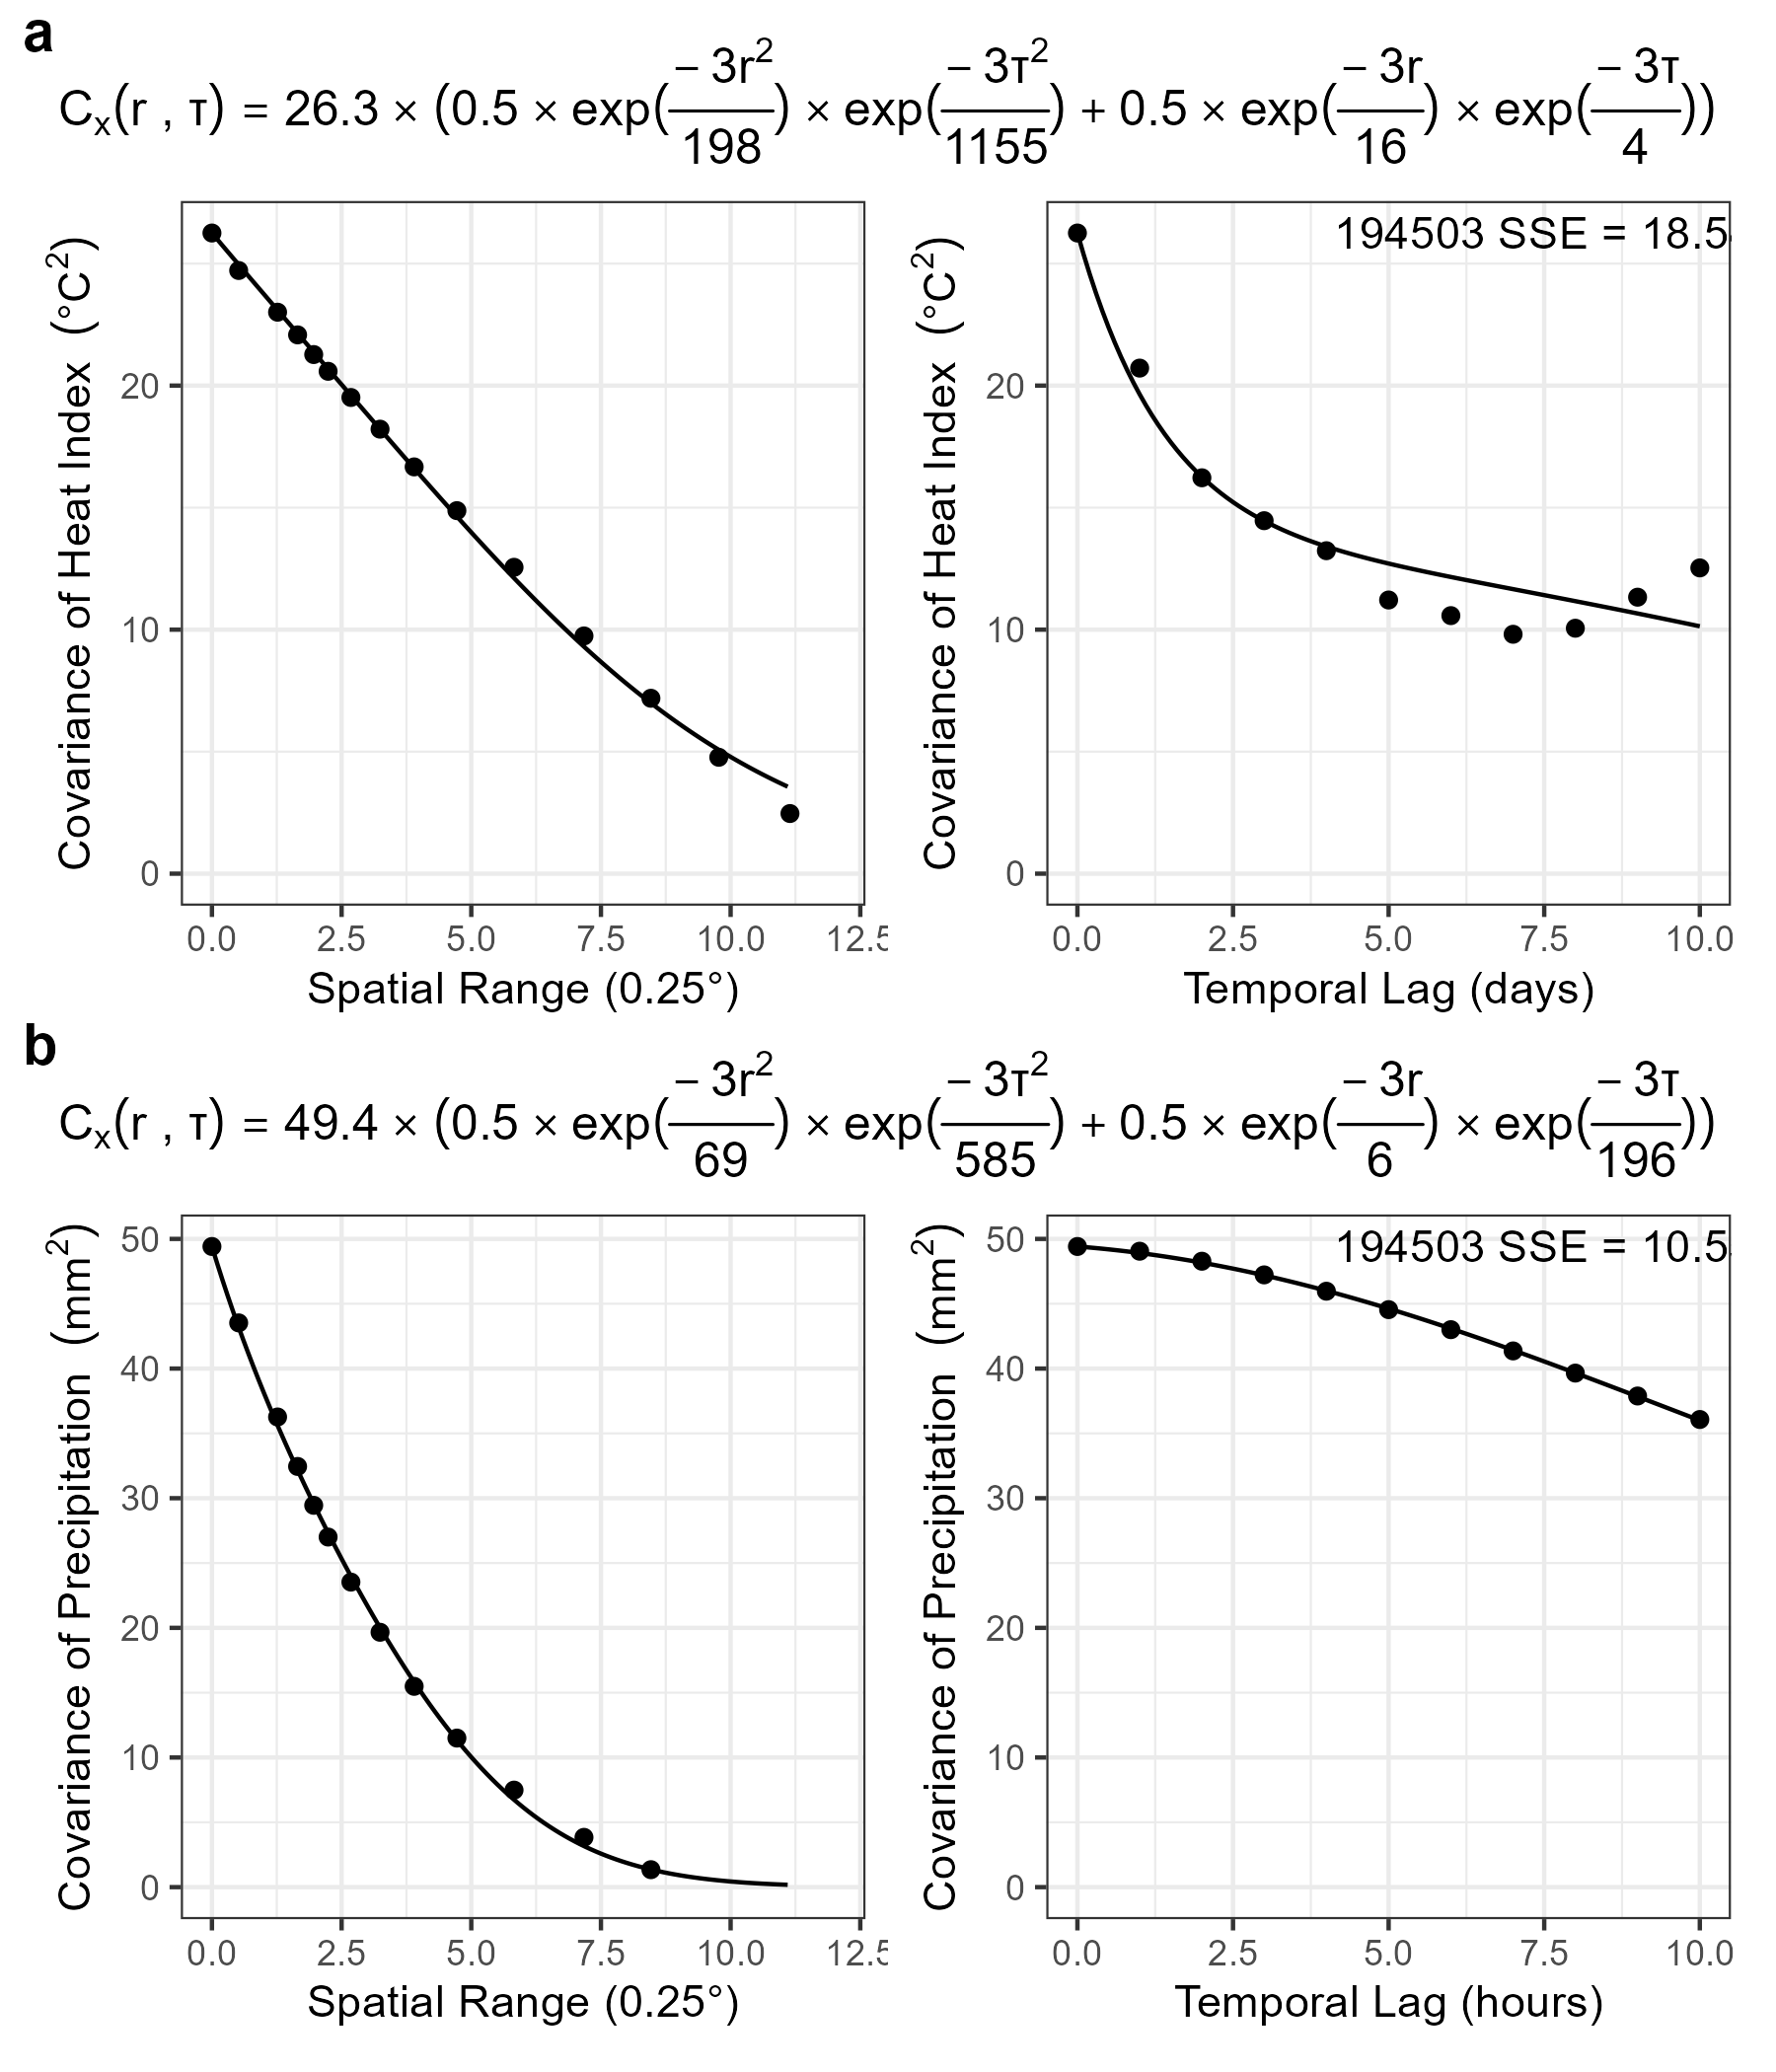 a
Cx(r , τ) = 26.3 × (0.5 × exp(− 3r²/198) × exp(− 3τ²/1155) + 0.5 × exp(− 3r/16) × exp(− 3τ/4))
Covariance of Heat Index (°C²)
20
10
0
0.0 2.5 5.0 7.5 10.0 12.5
Spatial Range (0.25°)
194503 SSE = 18.5
Covariance of Heat Index (°C²)
20
10
0
0.0 2.5 5.0 7.5 10.0
Temporal Lag (days)
b
Cx(r , τ) = 49.4 × (0.5 × exp(− 3r²/69) × exp(− 3τ²/585) + 0.5 × exp(− 3r/6) × exp(− 3τ/196))
Covariance of Precipitation (mm²)
50
40
30
20
10
0
0.0 2.5 5.0 7.5 10.0 12.5
Spatial Range (0.25°)
194503 SSE = 10.5
Covariance of Precipitation (mm²)
50
40
30
20
10
0
0.0 2.5 5.0 7.5 10.0
Temporal Lag (hours)